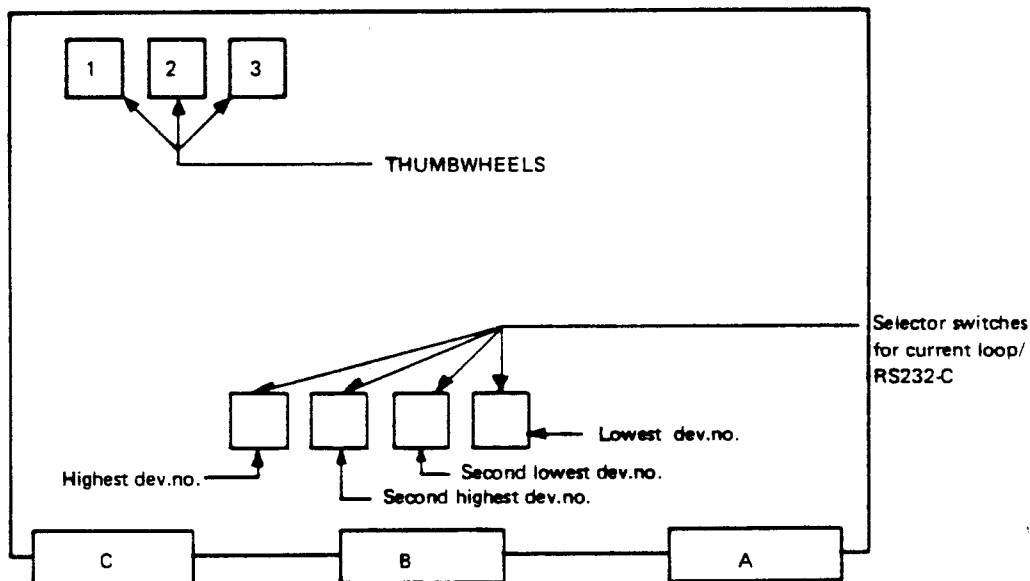 1 2 3
THUMBWHEELS
Selector switches
for current loop/
RS232-C
Lowest dev.no.
Second lowest dev.no.
Highest dev.no.
Second highest dev.no.
C B A